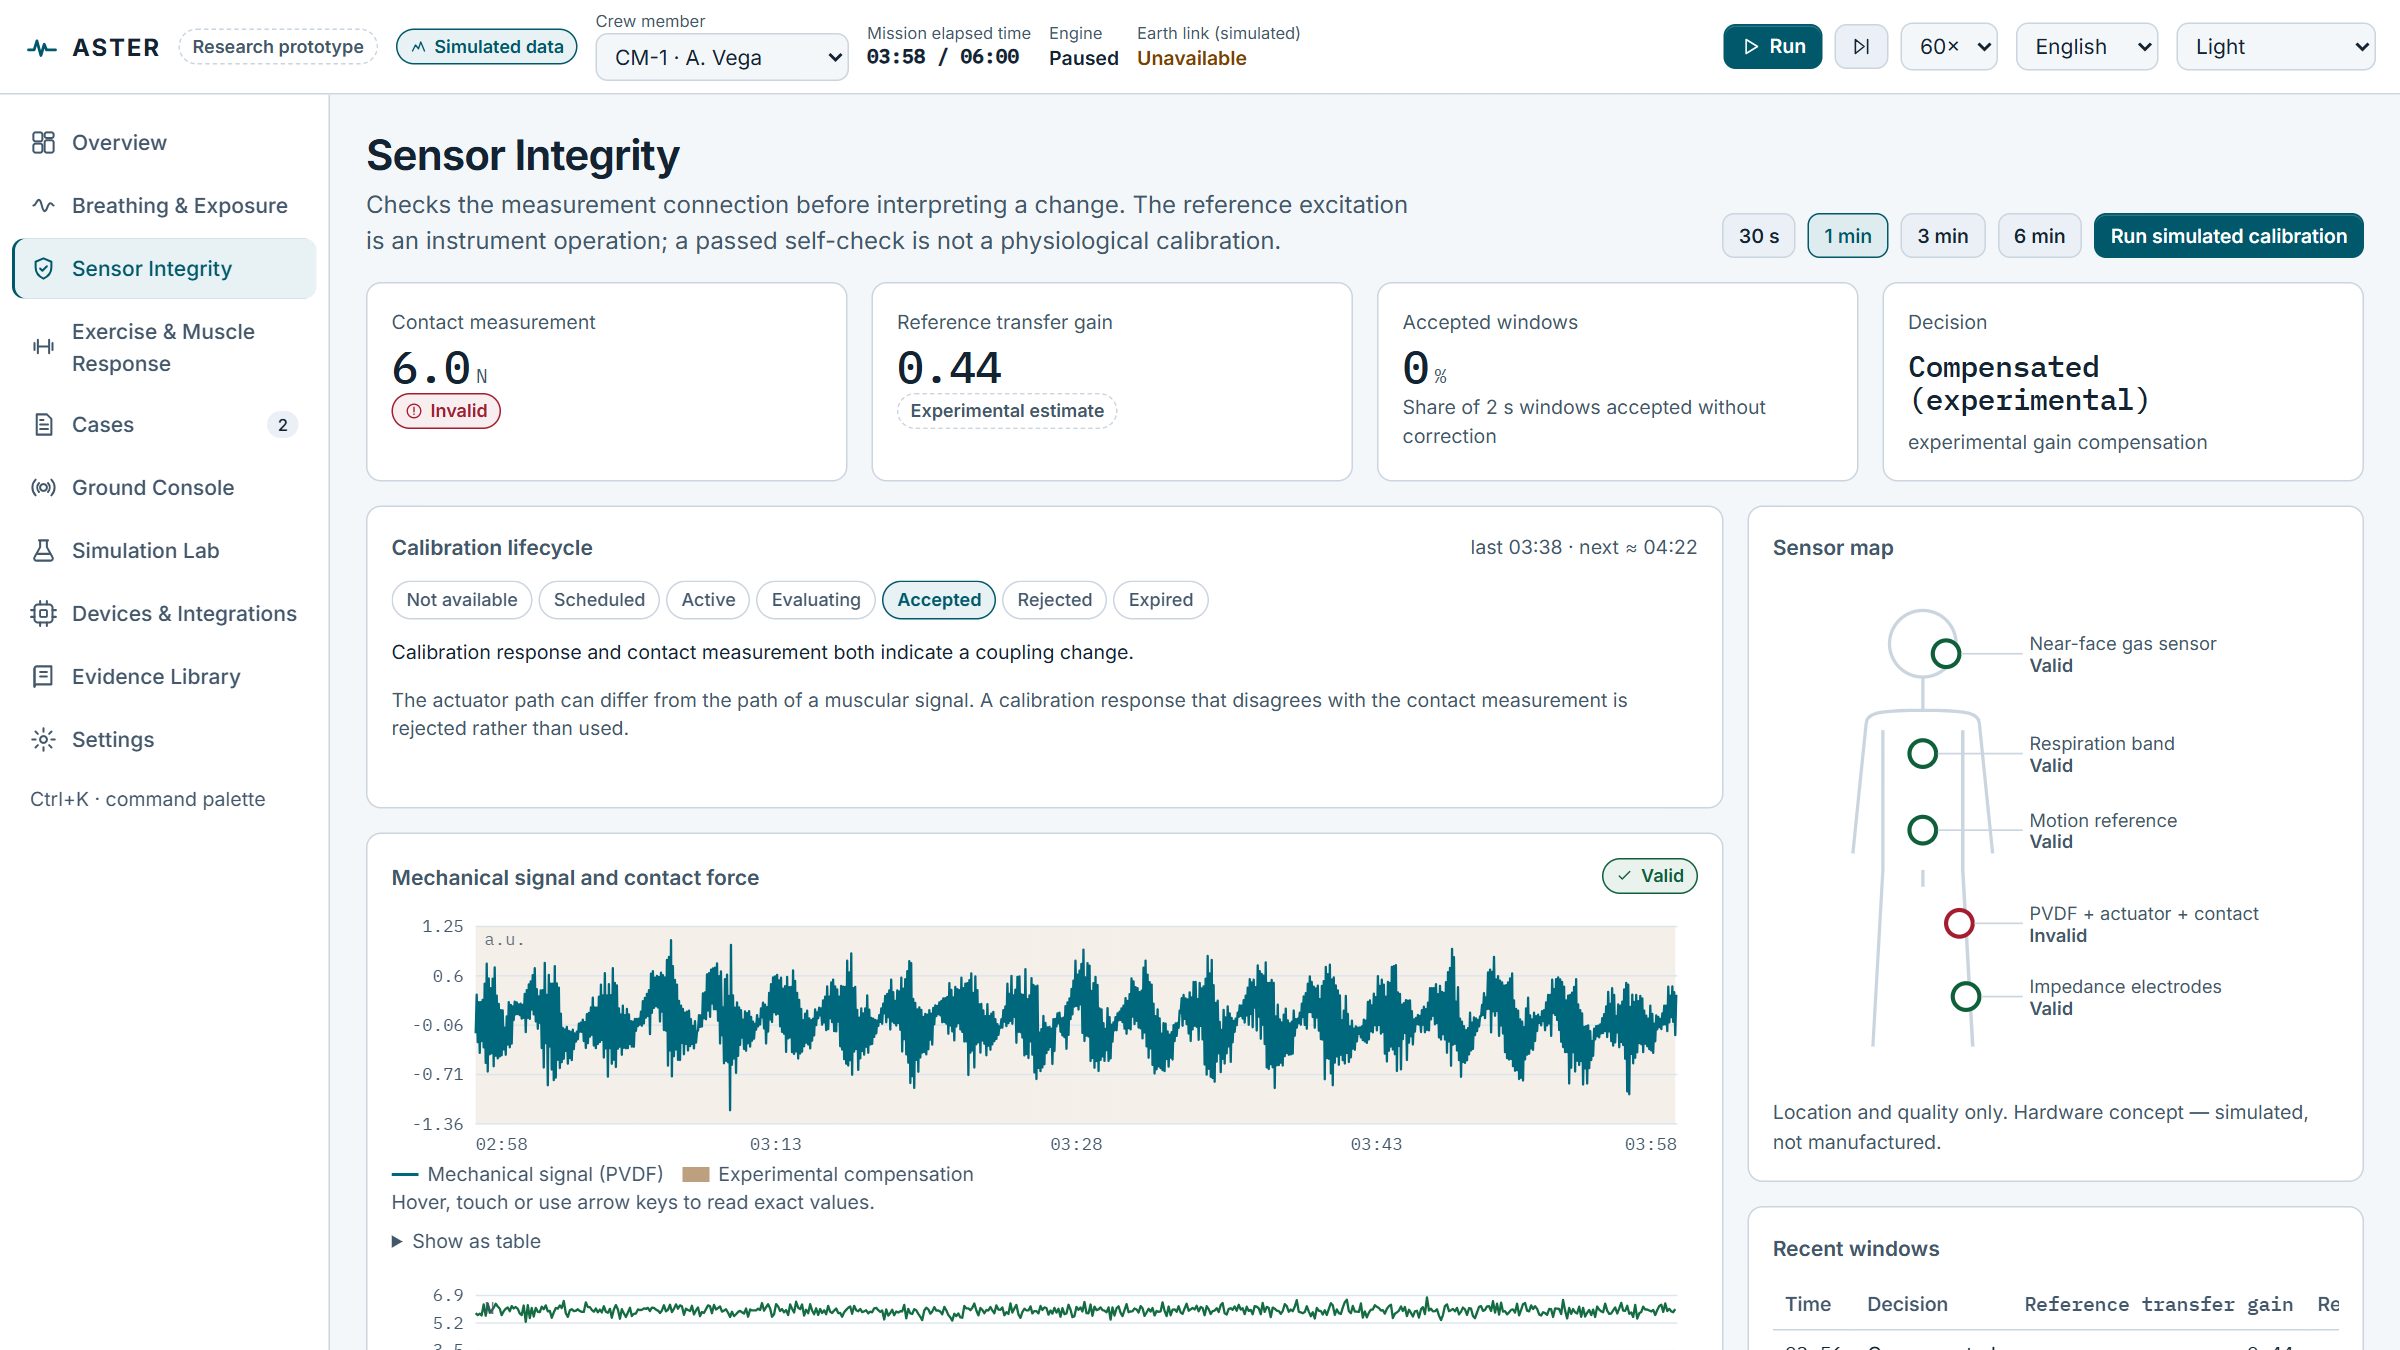 ASTER
Research prototype
Simulated data
Crew member
CM-1 · A. Vega
Mission elapsed time
03:58 / 06:00
Engine
Paused
Earth link (simulated)
Unavailable
Run
60×
English
Light
Overview
Breathing & Exposure
Sensor Integrity
Exercise & Muscle
Response
Cases
2
Ground Console
Simulation Lab
Devices & Integrations
Evidence Library
Settings
Ctrl+K · command palette
Sensor Integrity
Checks the measurement connection before interpreting a change. The reference excitation
is an instrument operation; a passed self-check is not a physiological calibration.
30 s
1 min
3 min
6 min
Run simulated calibration
Contact measurement
6.0 N
Invalid
Reference transfer gain
0.44
Experimental estimate
Accepted windows
0 %
Share of 2 s windows accepted without
correction
Decision
Compensated
(experimental)
experimental gain compensation
Calibration lifecycle
last 03:38 · next ≈ 04:22
Not available
Scheduled
Active
Evaluating
Accepted
Rejected
Expired
Calibration response and contact measurement both indicate a coupling change.
The actuator path can differ from the path of a muscular signal. A calibration response that disagrees with the contact measurement is
rejected rather than used.
Mechanical signal and contact force
Valid
1.25
a.u.
0.6
-0.06
-0.71
-1.36
02:58
03:13
03:28
03:43
03:58
Mechanical signal (PVDF)
Experimental compensation
Hover, touch or use arrow keys to read exact values.
Show as table
6.9
5.2
Sensor map
Near-face gas sensor
Valid
Respiration band
Valid
Motion reference
Valid
PVDF + actuator + contact
Invalid
Impedance electrodes
Valid
Location and quality only. Hardware concept — simulated,
not manufactured.
Recent windows
Time
Decision
Reference transfer gain
Re